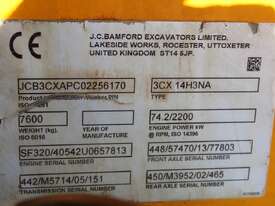 J.C.BAMFORD EXCAVATORS LIMITED.
LAKESIDE WORKS, ROCESTER, UTTOXETER
UNITED KINGDOM ST14 5JP.
CE
JCB3CXAPC02256170
3CX 14H3NA
TYPE
7600
74.2/2200
WEIGHT (kg).
ISO 6016
YEAR OF
MANUFACTURE
ENGINE POWER kW
@ RPM, ISO 14396
SF320/40542U0657813
448/57470/13/77803
ENGINE SERIAL NUMBER
FRONT AXLE SERIAL NUMBER
442/M5714/05/151
450/M3952/02/465
TRANSMISSION SERIAL NUMBER
REAR AXLE SERIAL NUMBER